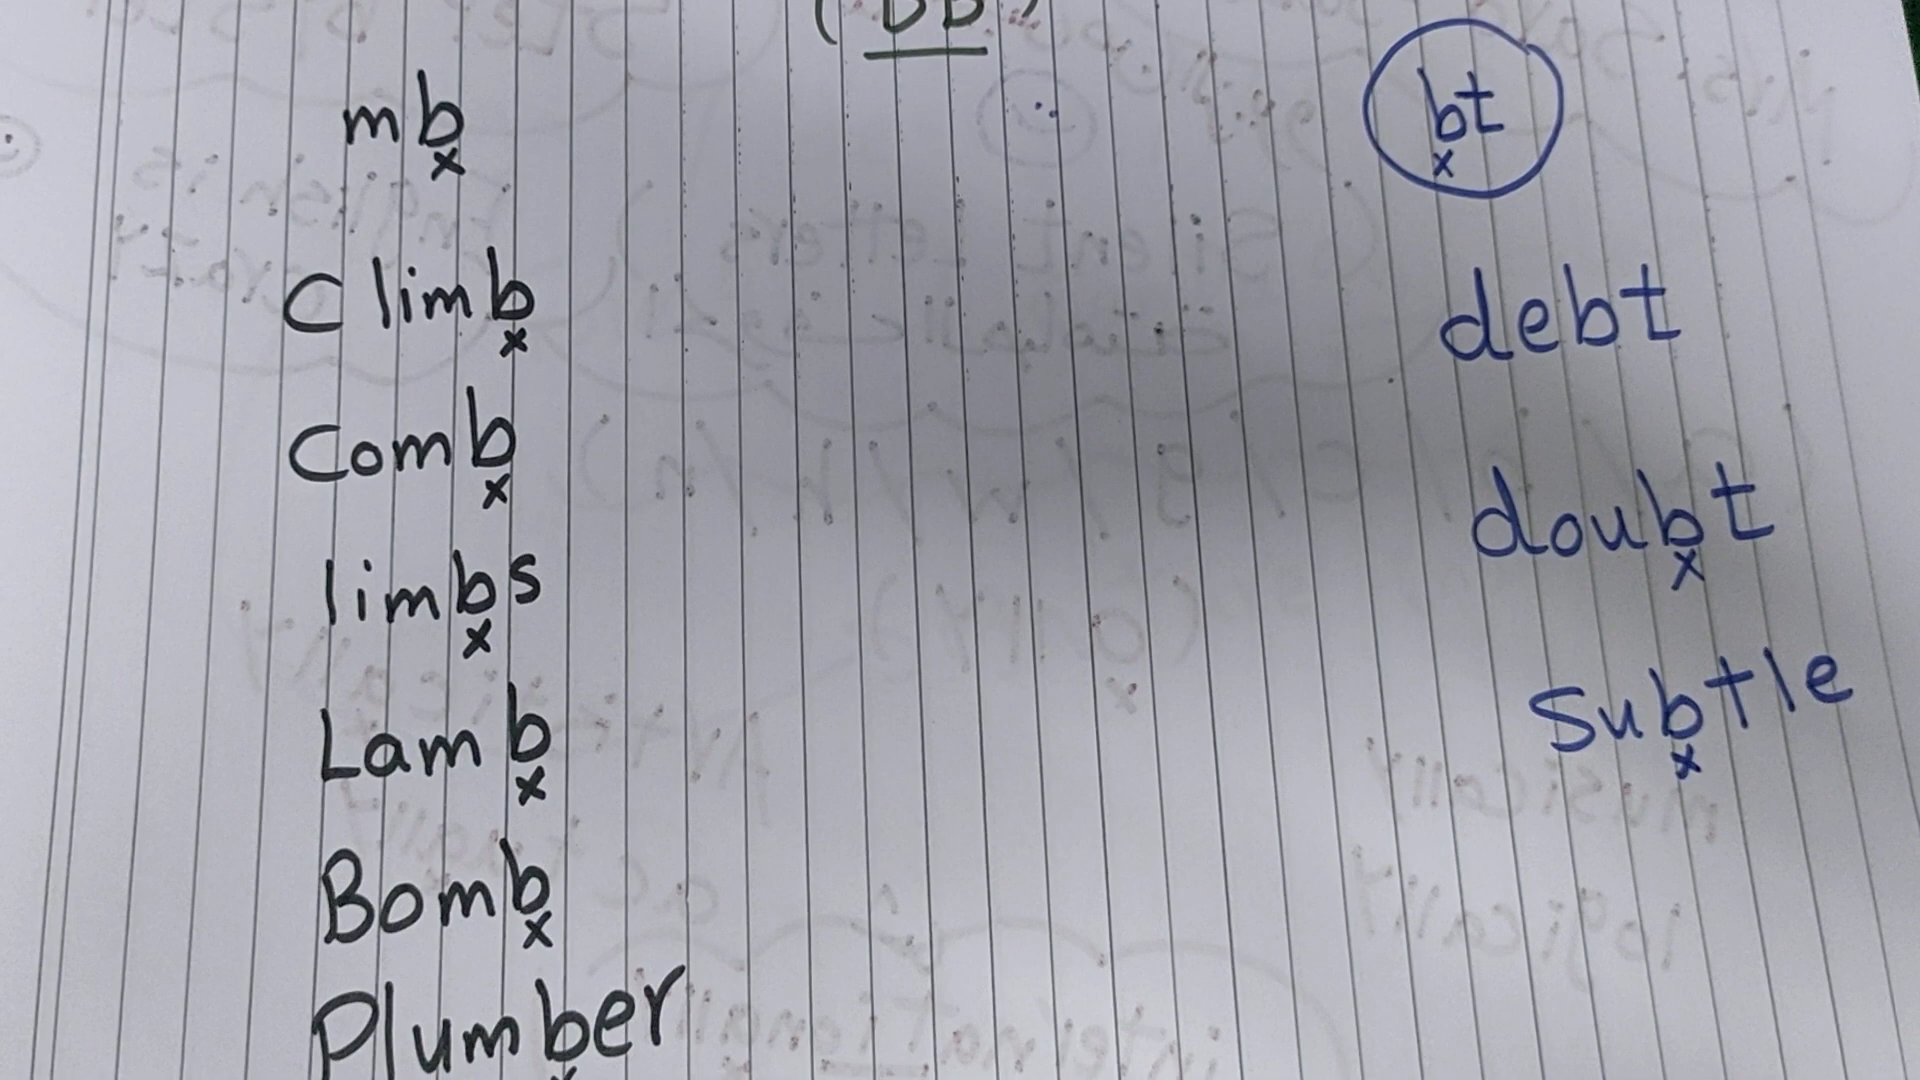 mb
x
Climb
x
Comb
x
limbs
x
Lamb
x
Bomb
x
Plumber
bt
x
debt
doubt
x
Subtle
x